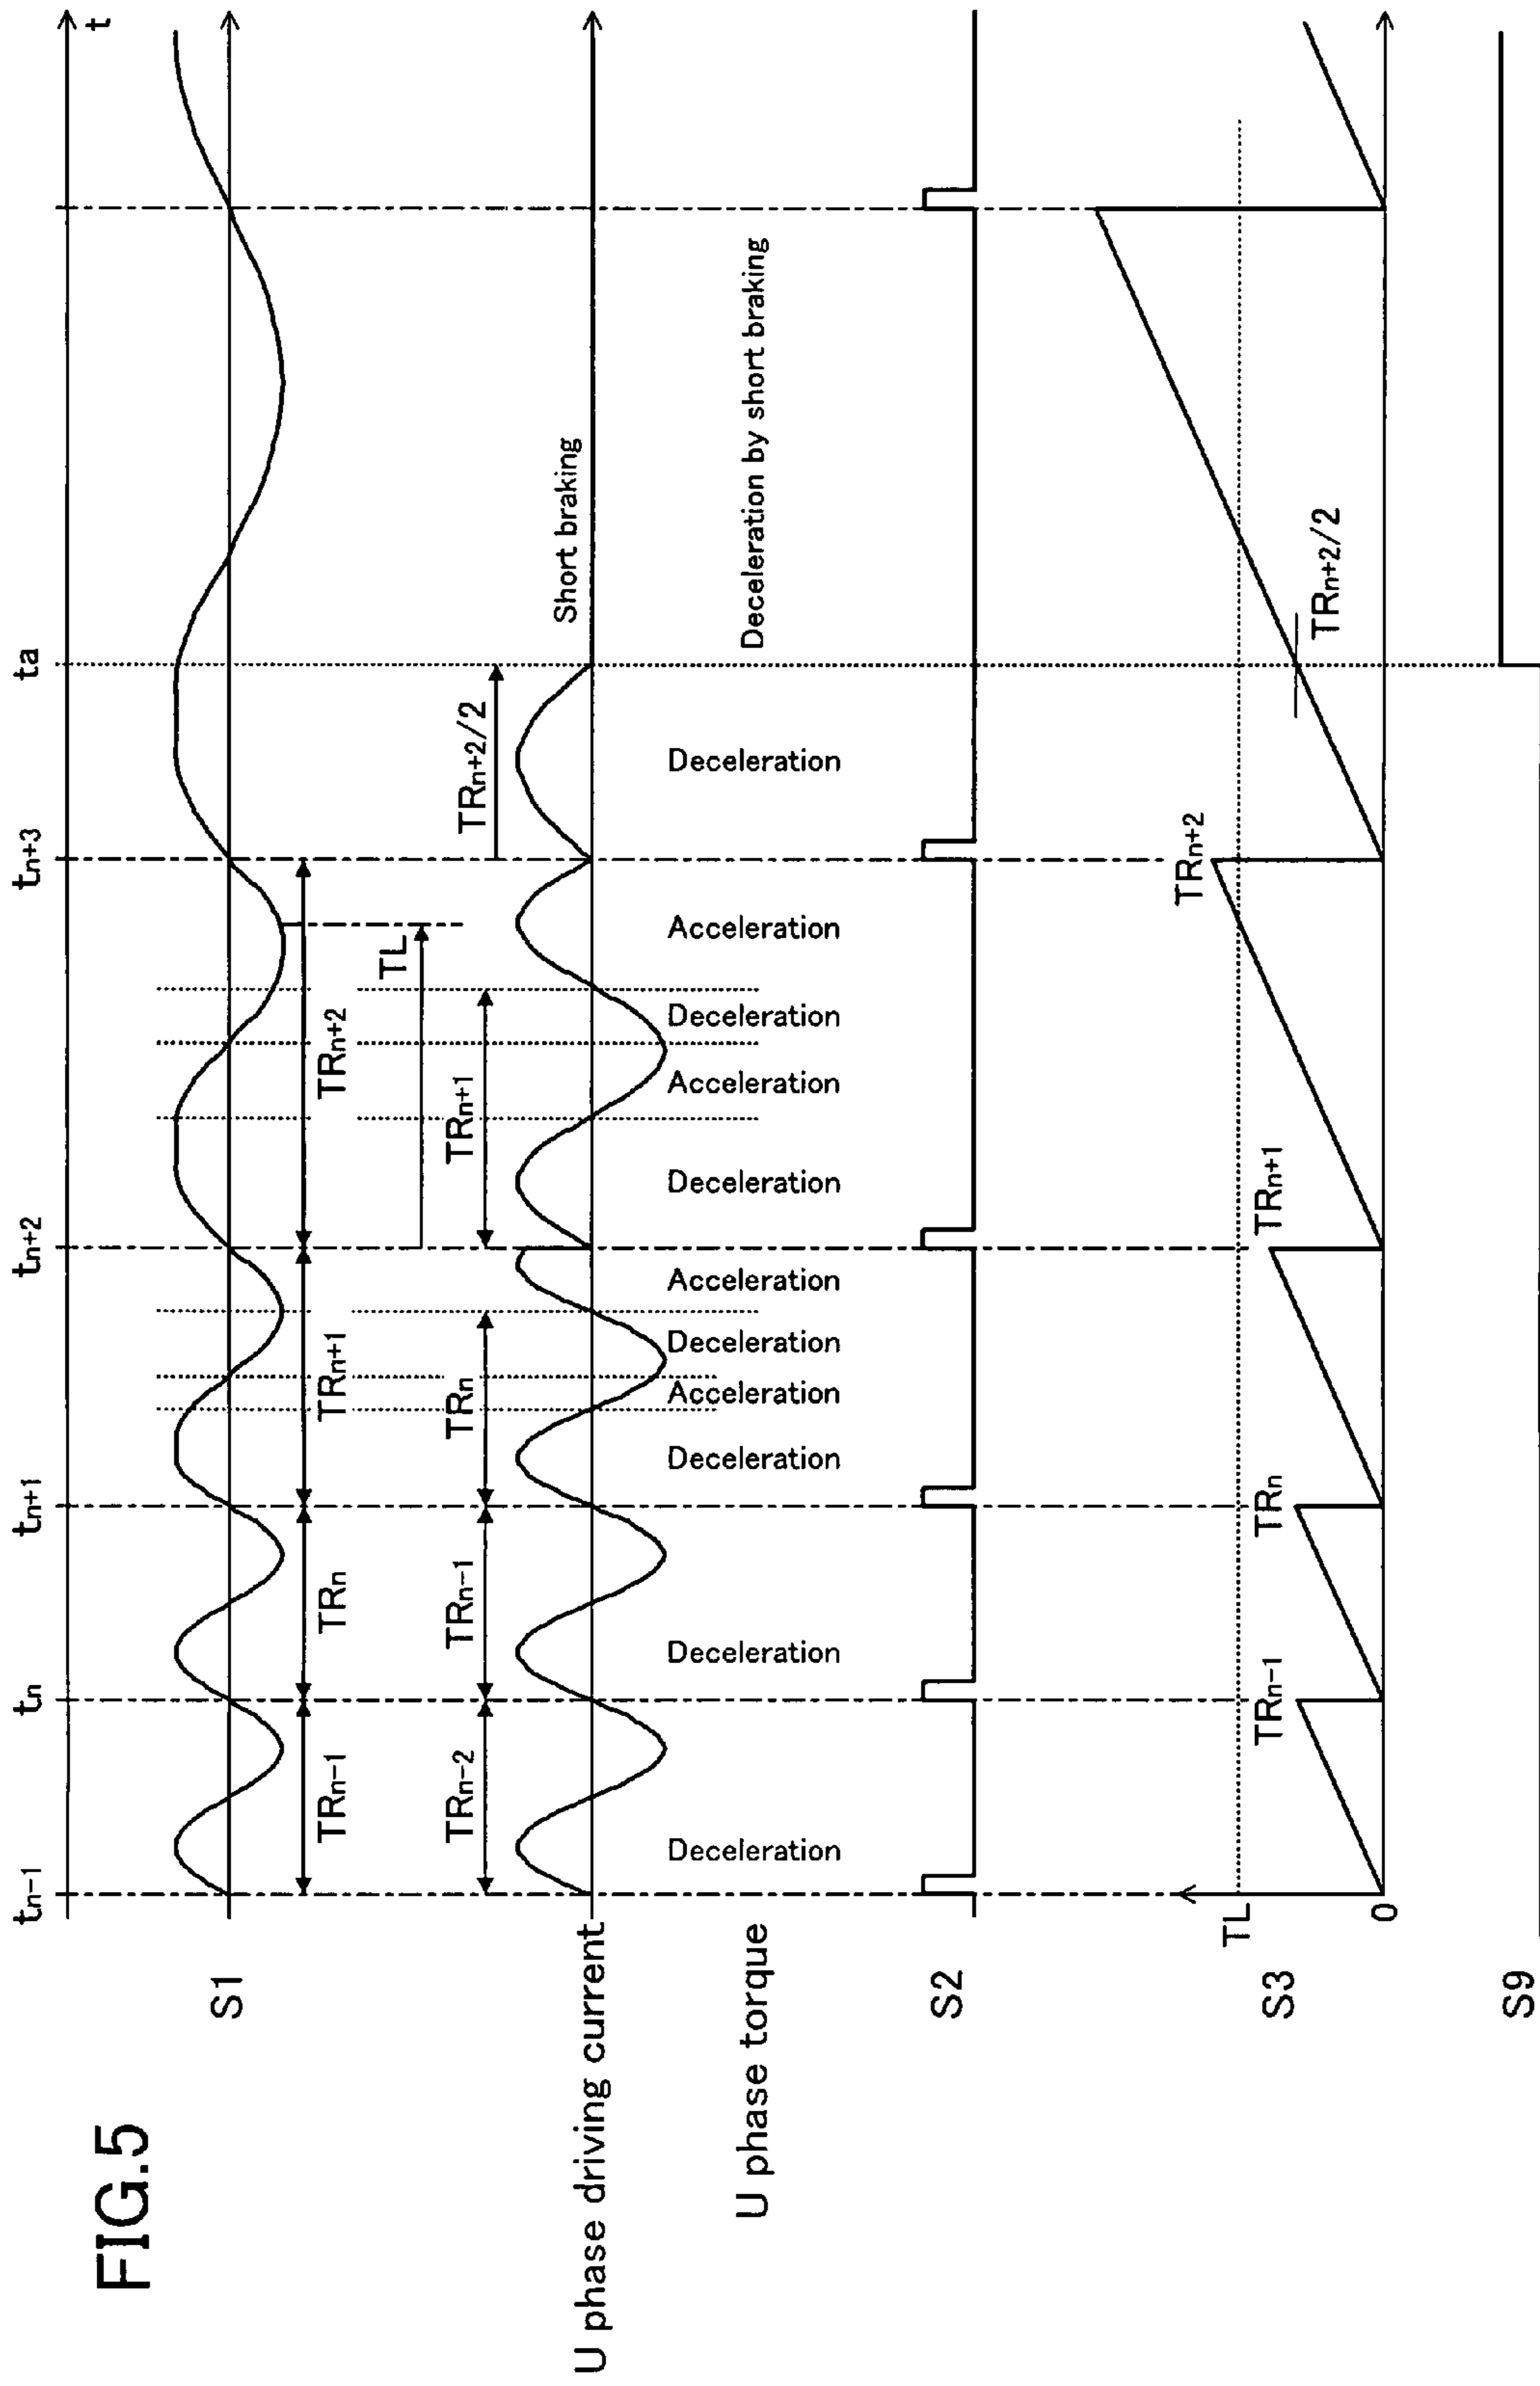 FIG.5
tn-1 tn tn+1 tn+2 tn+3 ta
t
S1
TRn-1 TRn TRn+1 TRn+2
TL
TRn-2 TRn-1 TRn TRn+1 TRn+2/2
U phase driving current
Short braking
U phase torque
Deceleration Deceleration Deceleration Acceleration Deceleration Acceleration Deceleration Acceleration Deceleration Acceleration Deceleration
Deceleration by short braking
S2
S3
TL
0
TRn-1 TRn TRn+1 TRn+2 TRn+2/2
S9